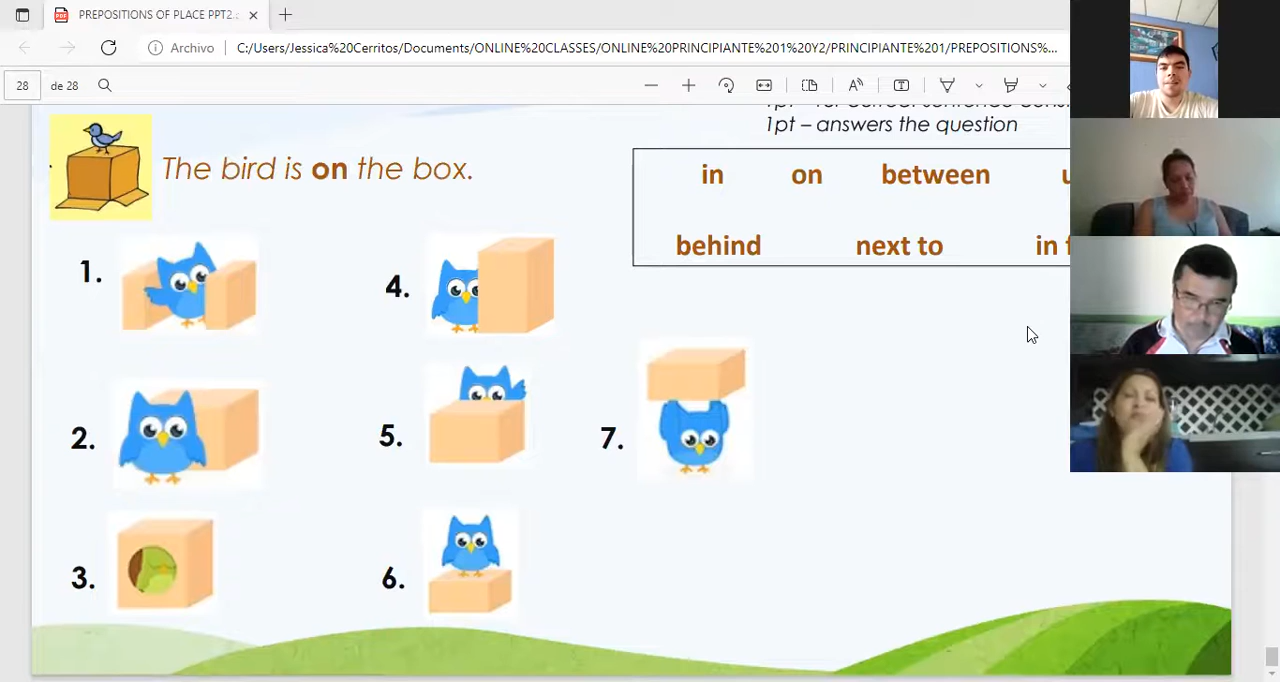 PREPOSITIONS OF PLACE PPT2.
Archivo
C:/Users/Jessica%20Cerritos/Documents/ONLINE%20CLASSES/ONLINE%20PRINCIPIANTE%201%20Y2/PRINCIPIANTE%201/PREPOSITIONS%...
28 de 28
1pt – answers the question
The bird is on the box.
in on between
behind next to in
1.
4.
2.
5.
7.
3.
6.